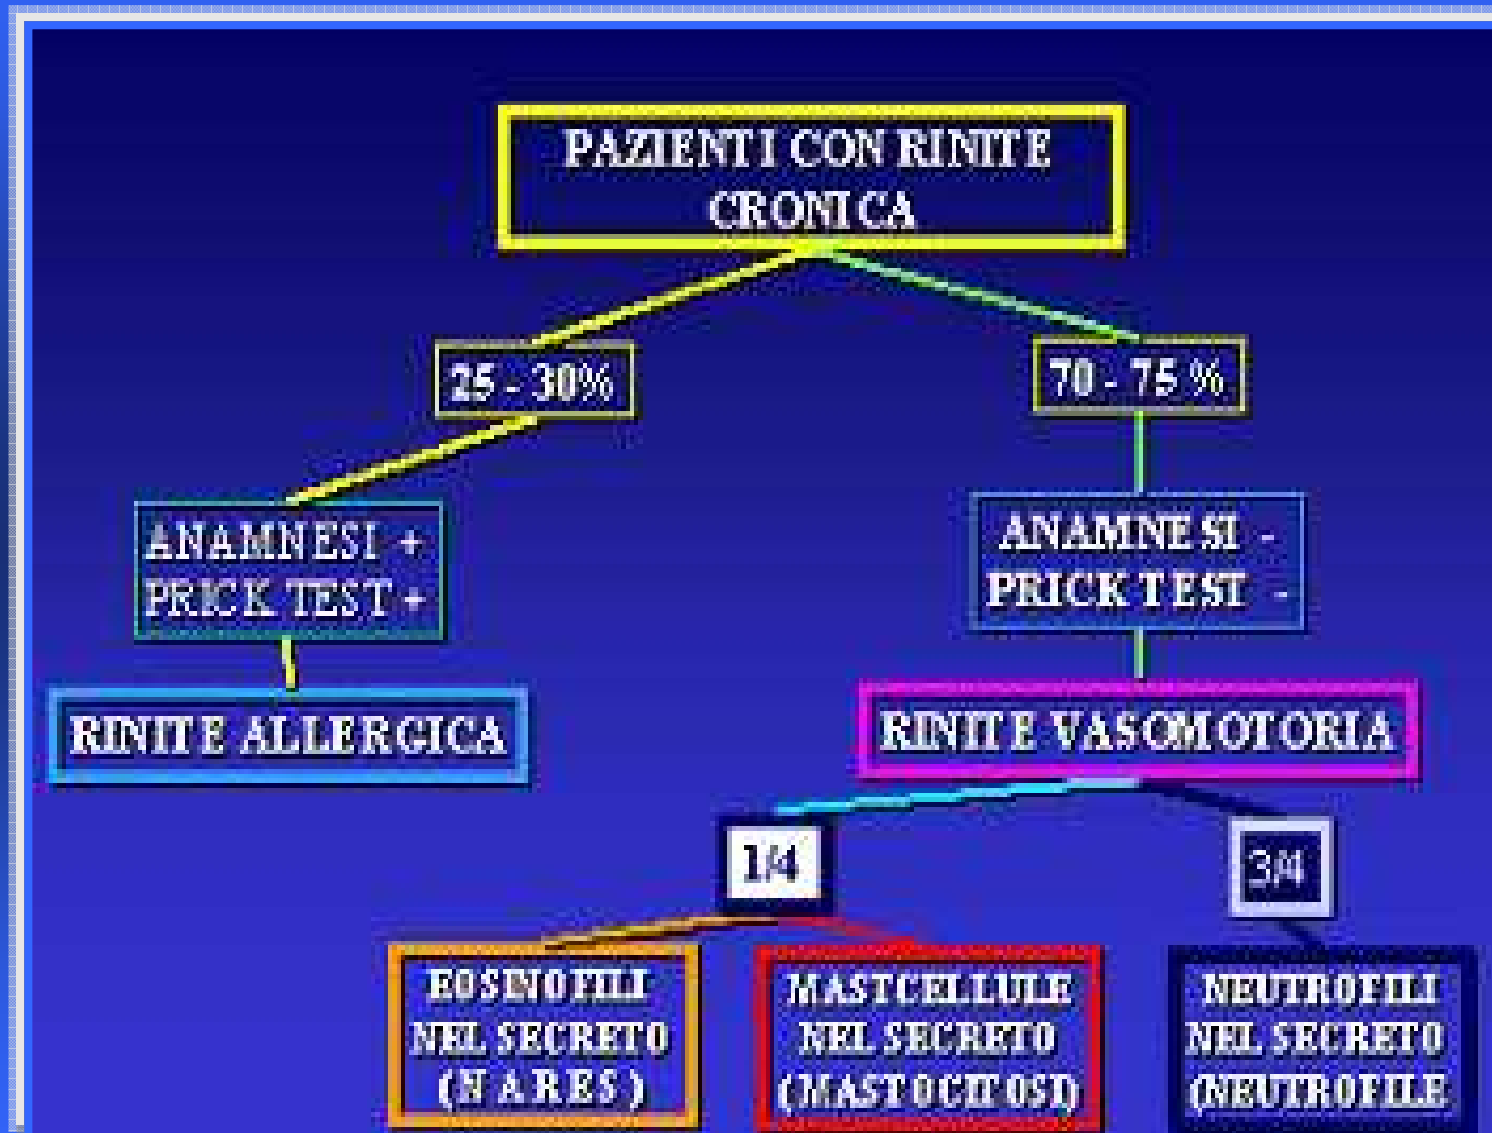 PAZIENTI CON RINITE
CRONICA
25 - 30%
70 - 75 %
ANAMNESI +
PRICK TEST +
ANAMNESI -
PRICK TEST -
RINITE ALLERGICA
RINITE VASOMOTORIA
1/4
3/4
EOSINOFILI
NEL SECRETO
(NARES)
MASTCELLULE
NEL SECRETO
(MASTOCITOSI)
NEUTROFILI
NEL SECRETO
(NEUTROFILE